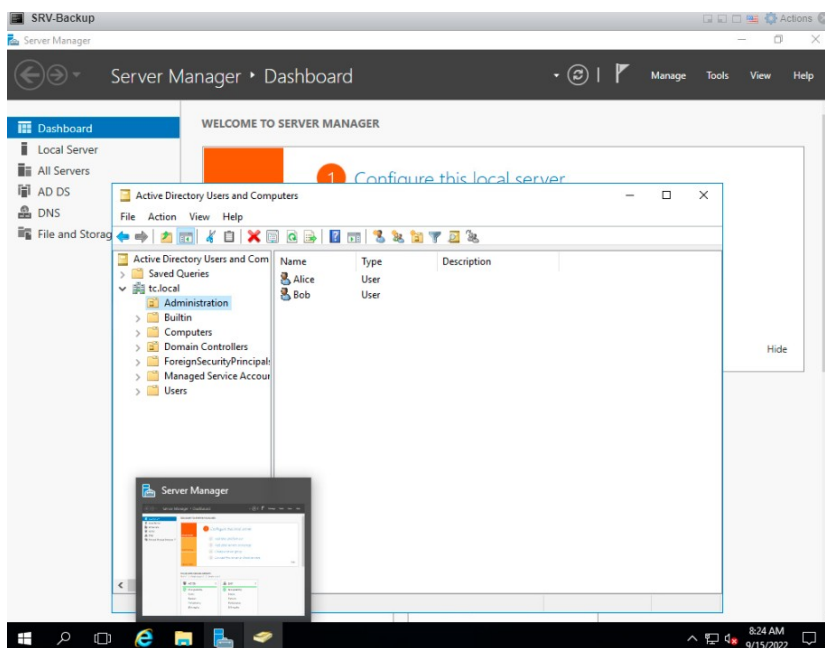 SRV-Backup
Actions
Server Manager
Server Manager • Dashboard
Manage Tools View Help
Dashboard
Local Server
All Servers
AD DS
DNS
File and Storag
WELCOME TO SERVER MANAGER
1 Configure this local server
Hide
Active Directory Users and Computers
File Action View Help
Active Directory Users and Com
Saved Queries
tc.local
Administration
Builtin
Computers
Domain Controllers
ForeignSecurityPrincipals
Managed Service Accour
Users
Name Type Description
Alice User
Bob User
Server Manager
8:24 AM
9/15/2022